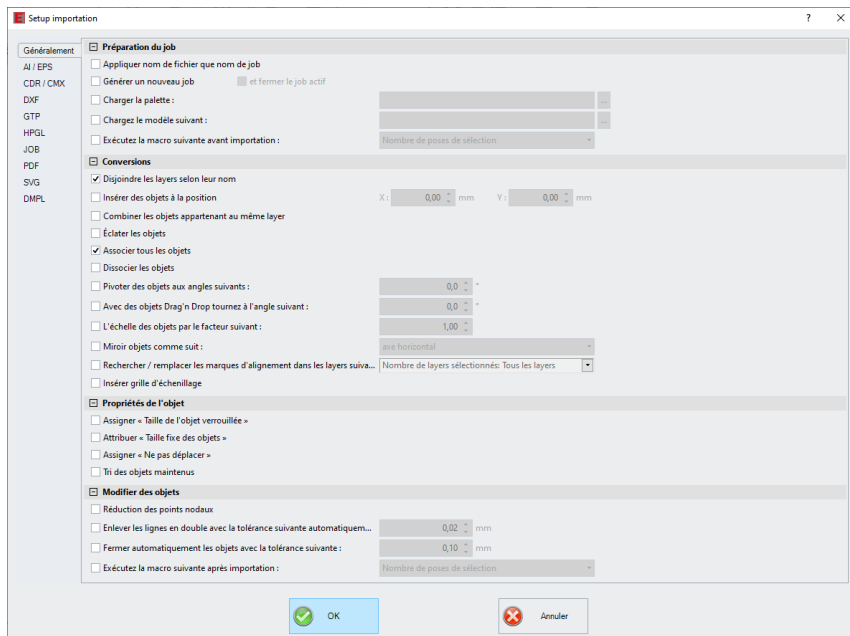 Setup importation
?
Généralement
AI / EPS
CDR / CMX
DXF
GTP
HPGL
JOB
PDF
SVG
DMPL
Préparation du job
Appliquer nom de fichier que nom de job
Générer un nouveau job et fermer le job actif
Charger la palette : ...
Chargez le modèle suivant : ...
Exécutez la macro suivante avant importation : Nombre de poses de sélection
Conversions
Disjoindre les layers selon leur nom
Insérer des objets à la position X : 0,00 mm Y : 0,00 mm
Combiner les objets appartenant au même layer
Éclater les objets
Associer tous les objets
Dissocier les objets
Pivoter des objets aux angles suivants : 0,0 °
Avec des objets Drag'n Drop tournez à l'angle suivant : 0,0 °
L'échelle des objets par le facteur suivant : 1,00
Miroir objets comme suit : axe horizontal
Rechercher / remplacer les marques d'alignement dans les layers suiva... Nombre de layers sélectionnés: Tous les layers
Insérer grille d'échenillage
Propriétés de l'objet
Assigner « Taille de l'objet verrouillée »
Attribuer « Taille fixe des objets »
Assigner « Ne pas déplacer »
Tri des objets maintenus
Modifier des objets
Réduction des points nodaux
Enlever les lignes en double avec la tolérance suivante automatiquem... 0,02 mm
Fermer automatiquement les objets avec la tolérance suivante : 0,10 mm
Exécutez la macro suivante après importation : Nombre de poses de sélection
OK
Annuler